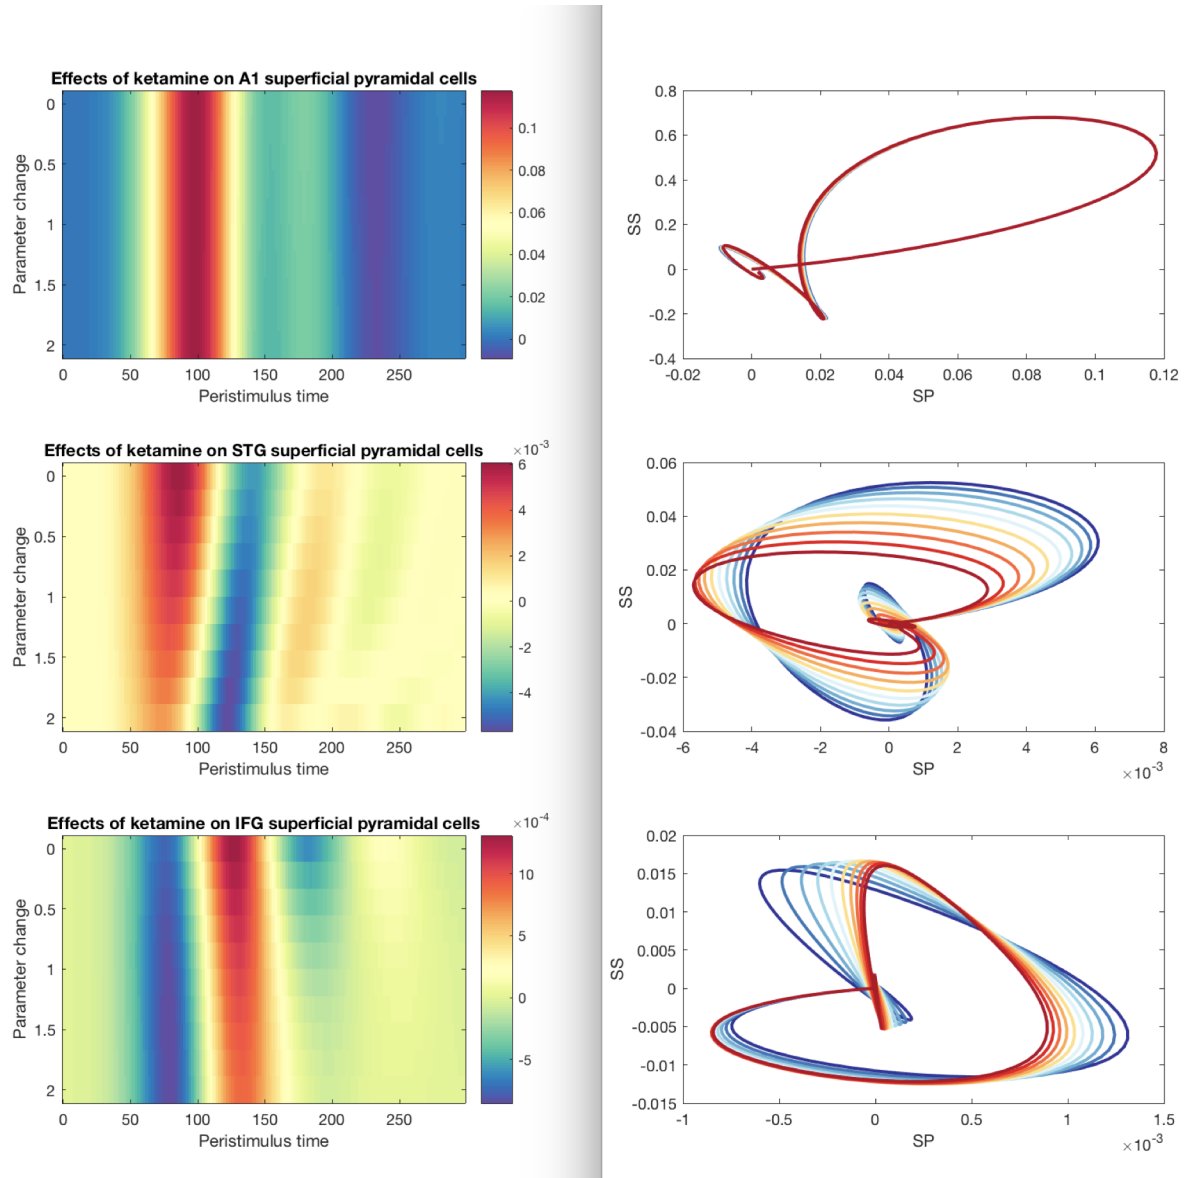 Effects of ketamine on A1 superficial pyramidal cells
0
0.5
1
1.5
2
Parameter change
0 50 100 150 200 250
Peristimulus time
0.1
0.08
0.06
0.04
0.02
0
0.8
0.6
0.4
0.2
0
-0.2
-0.4
SS
-0.02 0 0.02 0.04 0.06 0.08 0.1 0.12
SP
Effects of ketamine on STG superficial pyramidal cells
×10-3
0
0.5
1
1.5
2
Parameter change
0 50 100 150 200 250
Peristimulus time
6
4
2
0
-2
-4
0.06
0.04
0.02
0
-0.02
-0.04
SS
-6 -4 -2 0 2 4 6 8
SP
×10-3
Effects of ketamine on IFG superficial pyramidal cells
×10-4
0
0.5
1
1.5
2
Parameter change
0 50 100 150 200 250
Peristimulus time
10
5
0
-5
0.02
0.015
0.01
0.005
0
-0.005
-0.01
-0.015
SS
-1 -0.5 0 0.5 1 1.5
SP
×10-3